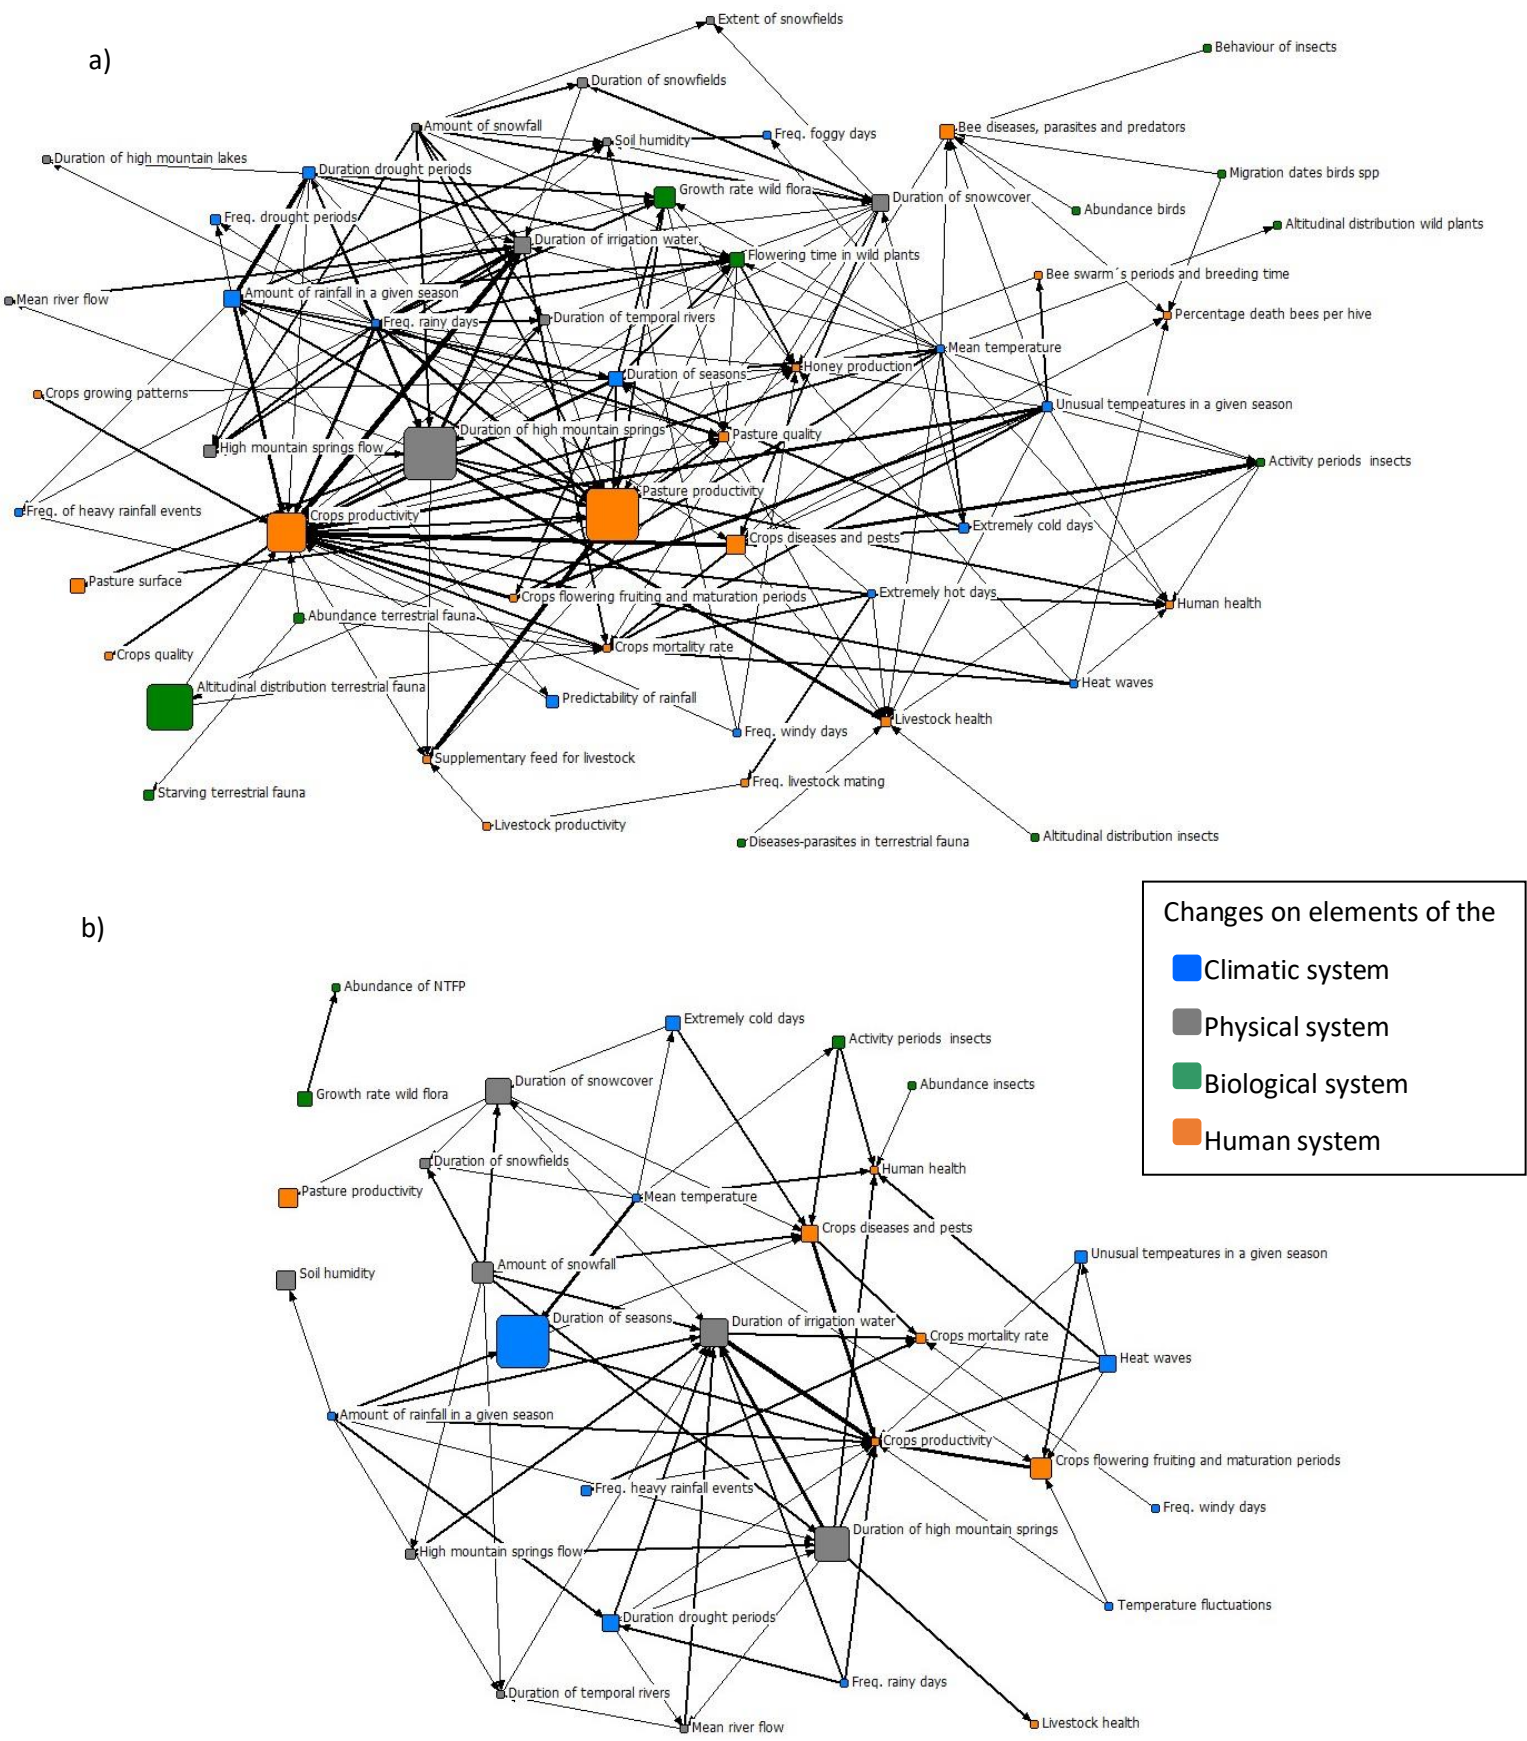 Extent of snowfields
Behaviour of insects
a)
Duration of snowfields
Amount of snowfall
Bee diseases, parasites and predators
Freq. foggy days
Soil humidity
Duration of high mountain lakes
Duration drought periods
Migration dates birds spp
Growth rate wild flora
Duration of snowcover
Abundance birds
Freq. drought periods
Altitudinal distribution wild plants
Duration of irrigation water
Flowering time in wild plants
Bee swarm´s periods and breeding time
Amount of rainfall in a given season
Mean river flow
Percentage death bees per hive
Duration of temporal rivers
Freq. rainy days
Mean temperature
Honey production
Duration of seasons
Crops growing patterns
Unusual tempeatures in a given season
Duration of high mountain springs
Pasture quality
High mountain springs flow
Activity periods insects
Pasture productivity
Freq. of heavy rainfall events
Crops productivity
Extremely cold days
Crops diseases and pests
Pasture surface
Extremely hot days
Crops flowering fruiting and maturation periods
Human health
Abundance terrestrial fauna
Crops mortality rate
Crops quality
Heat waves
Altitudinal distribution terrestrial fauna
Predictability of rainfall
Livestock health
Freq. windy days
Supplementary feed for livestock
Freq. livestock mating
Starving terrestrial fauna
Livestock productivity
Altitudinal distribution insects
Diseases-parasites in terrestrial fauna
Changes on elements of the
Climatic system
Physical system
Biological system
Human system
b)
Abundance of NTFP
Extremely cold days
Activity periods insects
Duration of snowcover
Abundance insects
Growth rate wild flora
Duration of snowfields
Human health
Pasture productivity
Mean temperature
Crops diseases and pests
Unusual tempeatures in a given season
Amount of snowfall
Soil humidity
Duration of seasons
Duration of irrigation water
Crops mortality rate
Heat waves
Amount of rainfall in a given season
Crops productivity
Crops flowering fruiting and maturation periods
Freq. heavy rainfall events
Freq. windy days
Duration of high mountain springs
High mountain springs flow
Temperature fluctuations
Duration drought periods
Freq. rainy days
Duration of temporal rivers
Livestock health
Mean river flow